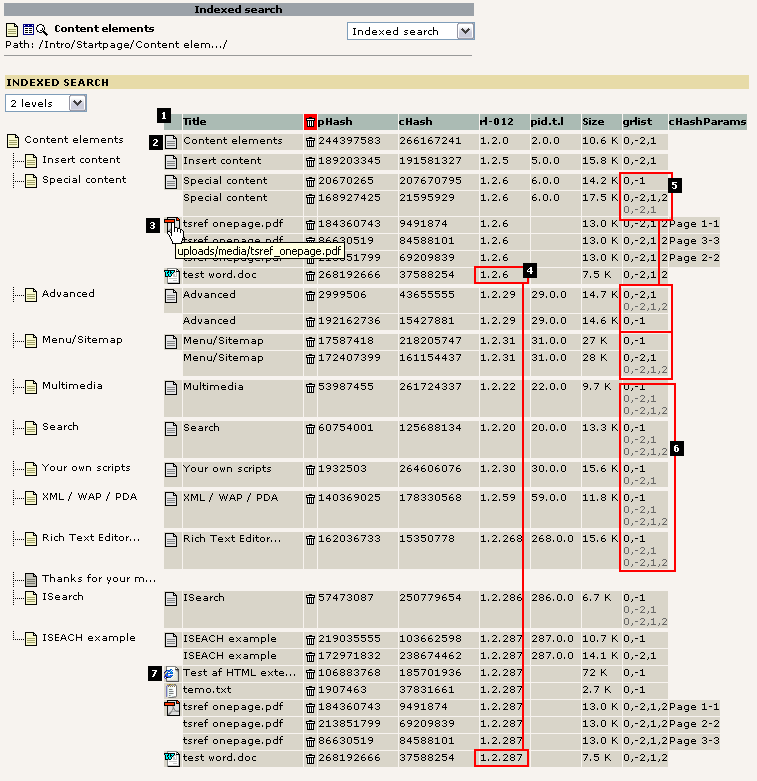 Indexed search
Content elements
Indexed search
Path: /Intro/Startpage/Content elem.../
INDEXED SEARCH
2 levels
1 Title pHash cHash rl-012 pid.t.l Size grlist cHashParams
Content elements 2 Content elements 244397583 266167241 1.2.0 2.0.0 10.6 K 0,-2,1
Insert content Insert content 189203345 191581327 1.2.5 5.0.0 15.8 K 0,-2,1
Special content Special content 20670265 207670795 1.2.6 6.0.0 14.2 K 0,-1 5
Special content 168927425 21595929 1.2.6 6.0.0 17.5 K 0,-2,1,2
0,-2,1
3 tsref onepage.pdf 184360743 9491874 1.2.6 13.0 K 0,-2,1,2 Page 1-1
tsref onepage.pdf 86630519 84588101 1.2.6 13.0 K 0,-2,1,2 Page 3-3
uploads/media/tsref_onepage.pdf
213851799 69209839 1.2.6 13.0 K 0,-2,1,2 Page 2-2
test word.doc 268192666 37588254 1.2.6 4 7.5 K 0,-2,1,2
Advanced Advanced 2999506 43655555 1.2.29 29.0.0 14.7 K 0,-2,1
0,-2,1,2
Advanced 192162736 15427881 1.2.29 29.0.0 14.6 K 0,-1
Menu/Sitemap Menu/Sitemap 17587418 218205747 1.2.31 31.0.0 27 K 0,-1
Menu/Sitemap 172407399 161154437 1.2.31 31.0.0 28 K 0,-2,1
0,-2,1,2
Multimedia Multimedia 53987455 261724337 1.2.22 22.0.0 9.7 K 0,-1
0,-2,1
0,-2,1,2
Search Search 60754001 125688134 1.2.20 20.0.0 13.3 K 0,-1
0,-2,1
0,-2,1,2
6
Your own scripts Your own scripts 1932503 264606076 1.2.30 30.0.0 15.6 K 0,-1
0,-2,1
XML / WAP / PDA XML / WAP / PDA 140369025 178330568 1.2.59 59.0.0 11.8 K 0,-1
0,-2,1
0,-2,1,2
Rich Text Editor... Rich Text Editor... 162036733 15350778 1.2.268 268.0.0 15.6 K 0,-1
0,-2,1
0,-2,1,2
Thanks for your m...
ISearch ISearch 57473087 250779654 1.2.286 286.0.0 6.7 K 0,-1
0,-2,1
0,-2,1,2
ISEACH example ISEACH example 219035555 103662598 1.2.287 287.0.0 10.7 K 0,-1
ISEACH example 172971832 238674462 1.2.287 287.0.0 14.1 K 0,-2,1
7 Test af HTML exte... 106883768 185701936 1.2.287 72 K 0,-1
temo.txt 1907463 37831661 1.2.287 2.7 K 0,-1
tsref onepage.pdf 184360743 9491874 1.2.287 13.0 K 0,-2,1,2 Page 1-1
tsref onepage.pdf 213851799 69209839 1.2.287 13.0 K 0,-2,1,2 Page 2-2
tsref onepage.pdf 86630519 84588101 1.2.287 13.0 K 0,-2,1,2 Page 3-3
test word.doc 268192666 37588254 1.2.287 7.5 K 0,-2,1,2